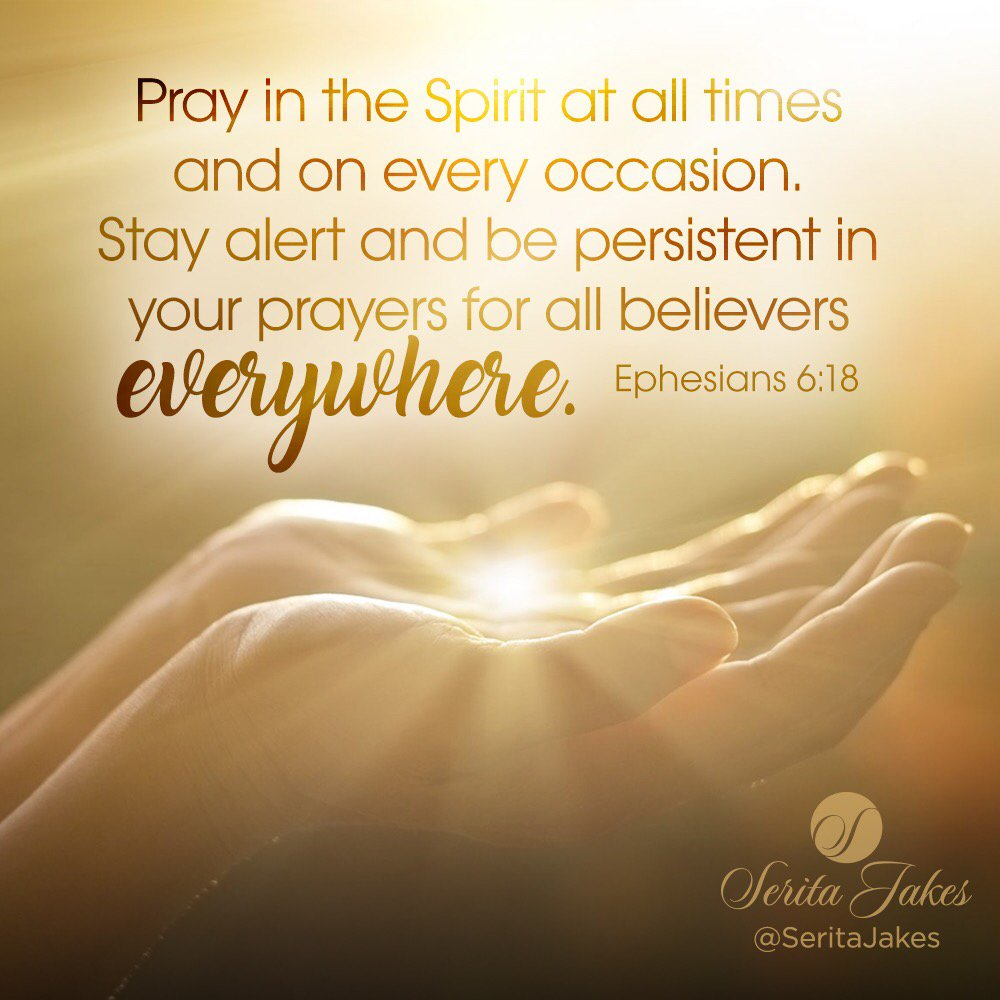 Pray in the Spirit at all times
and on every occasion.
Stay alert and be persistent in
your prayers for all believers
everywhere. Ephesians 6:18
Serita Jakes
@SeritaJakes